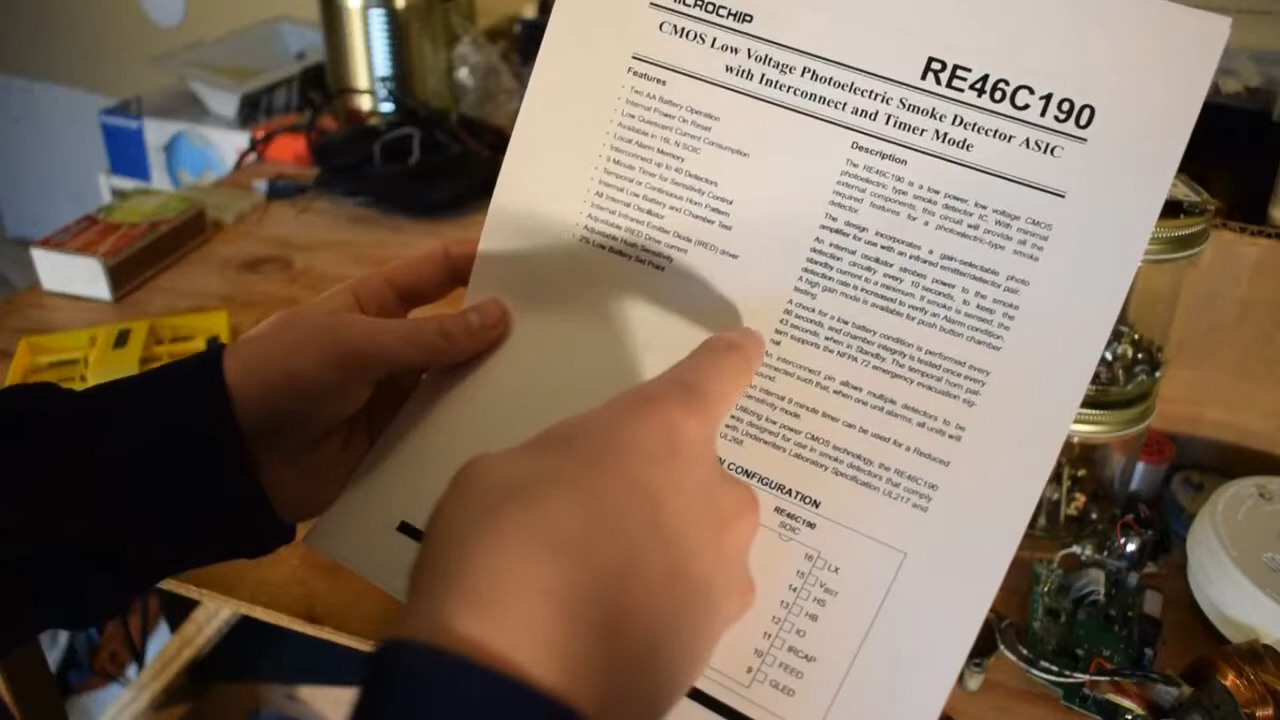 MICROCHIP
RE46C190
CMOS Low Voltage Photoelectric Smoke Detector ASIC
with Interconnect and Timer Mode
Features
• Two AA Battery Operation
• Internal Power On Reset
• Low Quiescent Current Consumption
• Available in 16L N SOIC
• Local Alarm Memory
• Interconnect up to 40 Detectors
• 9 Minute Timer for Sensitivity Control
• Temporal or Continuous Horn Pattern
• Internal Low Battery and Chamber Test
• All Internal Oscillator
• Internal Infrared Emitter Diode (IRED) driver
• Adjustable IRED Drive current
• Adjustable Hush Sensitivity
• 2% Low Battery Set Point
Description
The RE46C190 is a low power, low voltage CMOS
photoelectric type smoke detector IC. With minimal
external components, this circuit will provide all the
required features for a photoelectric-type smoke
detector.
The design incorporates a gain-selectable photo
amplifier for use with an infrared emitter/detector pair.
An internal oscillator strobes power to the smoke
detection circuitry every 10 seconds, to keep the
standby current to a minimum. If smoke is sensed, the
detection rate is increased to verify an Alarm condition.
A high gain mode is available for push button chamber
testing.
A check for a low battery condition is performed every
86 seconds, and chamber integrity is tested once every
43 seconds, when in Standby. The temporal horn pat-
tern supports the NFPA 72 emergency evacuation sig-
nal.
An interconnect pin allows multiple detectors to be
connected such that, when one unit alarms, all units will
sound.
An internal 9 minute timer can be used for a Reduced
Sensitivity mode.
Utilizing low power CMOS technology, the RE46C190
was designed for use in smoke detectors that comply
with Underwriters Laboratory Specification UL217 and
UL268.
N CONFIGURATION
RE46C190
SOIC
16 LX
15 VBST
14 HS
13 HB
12 IO
11 IRCAP
10 FEED
9 GLED